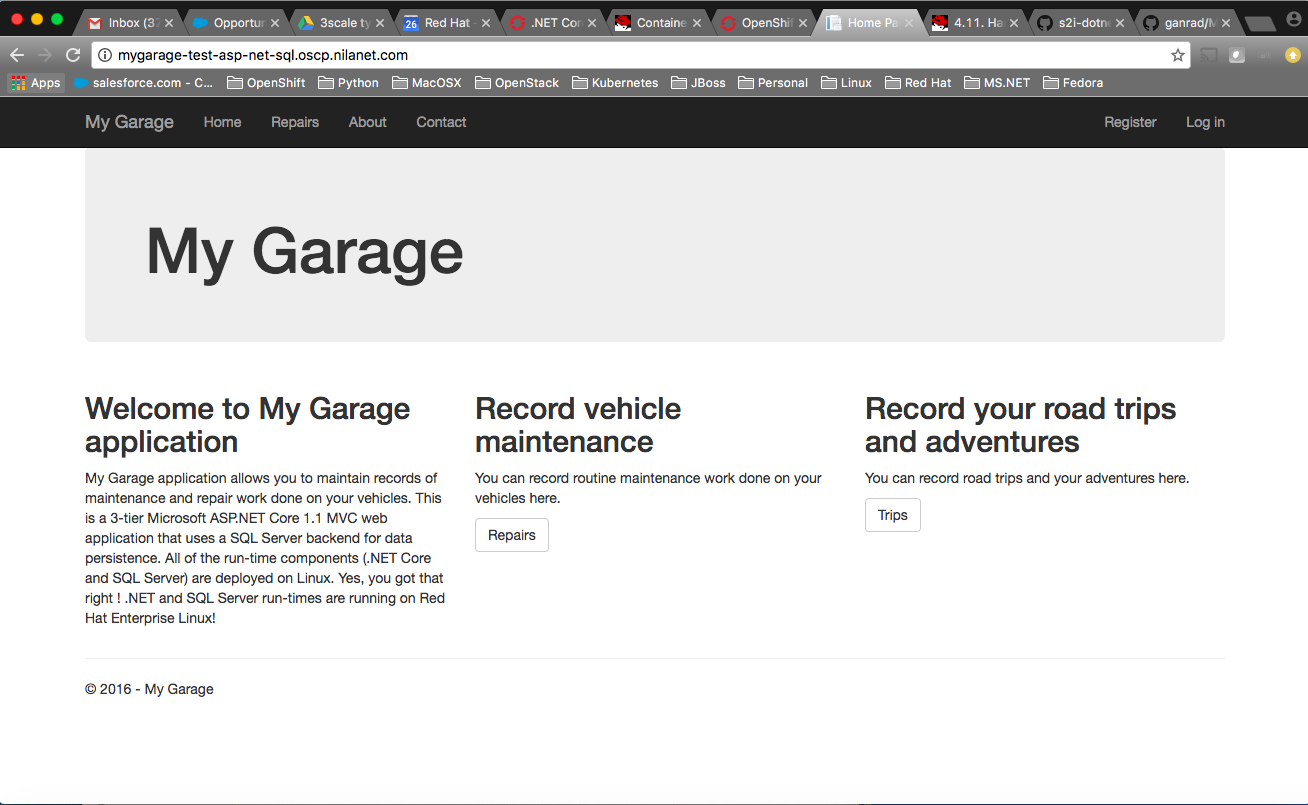 Inbox (37 Opportun 3scale ty 26 Red Hat - .NET Cor Containe OpenShif Home Pa 4.11. Ha s2i-dotne ganrad/M
mygarage-test-asp-net-sql.oscp.nilanet.com
Apps salesforce.com - C... OpenShift Python MacOSX OpenStack Kubernetes JBoss Personal Linux Red Hat MS.NET Fedora
My Garage Home Repairs About Contact Register Log in
My Garage
Welcome to My Garage
application
My Garage application allows you to maintain records of
maintenance and repair work done on your vehicles. This
is a 3-tier Microsoft ASP.NET Core 1.1 MVC web
application that uses a SQL Server backend for data
persistence. All of the run-time components (.NET Core
and SQL Server) are deployed on Linux. Yes, you got that
right ! .NET and SQL Server run-times are running on Red
Hat Enterprise Linux!
Record vehicle
maintenance
You can record routine maintenance work done on your
vehicles here.
Repairs
Record your road trips
and adventures
You can record road trips and your adventures here.
Trips
© 2016 - My Garage